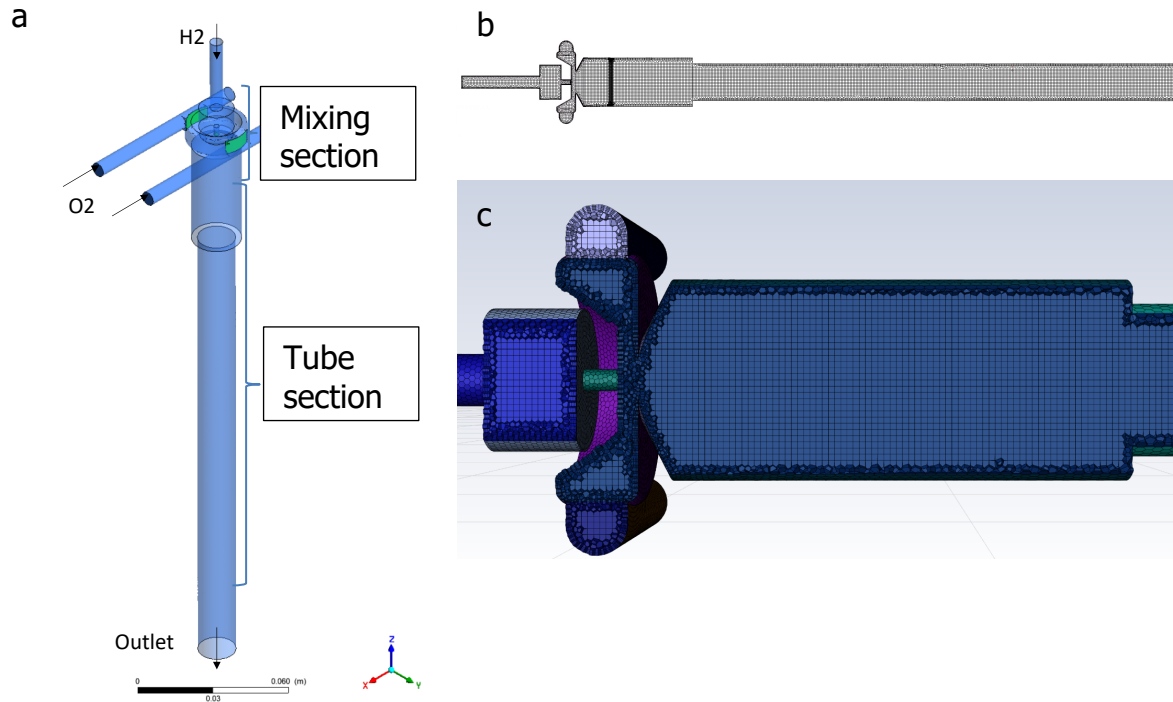 a
H2
Mixing
section
O2
Tube
section
Outlet
0
0.060 (m)
0.03
Z
X
Y
b
c